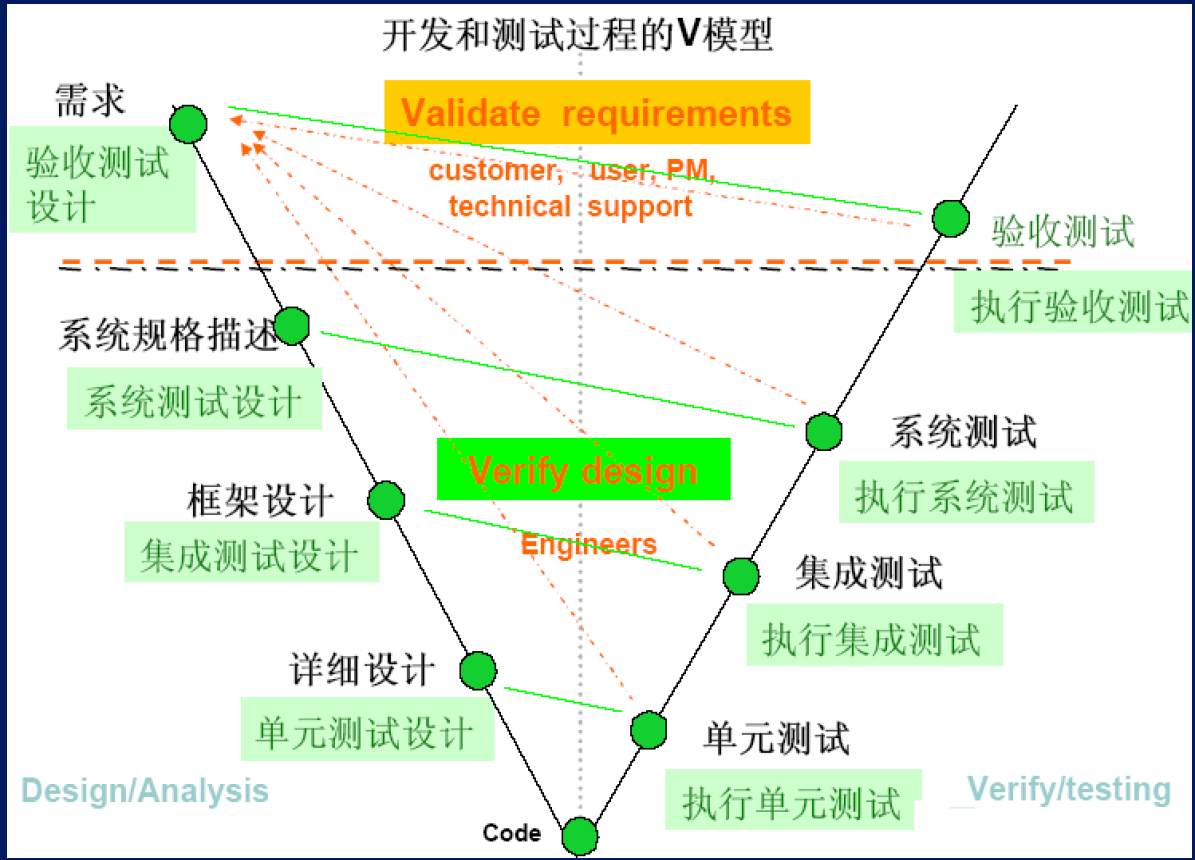 开发和测试过程的V模型
需求
验收测试
设计
Validate requirements
customer, user, PM,
technical support
验收测试
执行验收测试
系统规格描述
系统测试设计
系统测试
执行系统测试
Verify design
Engineers
框架设计
集成测试设计
集成测试
执行集成测试
详细设计
单元测试设计
单元测试
执行单元测试
Design/Analysis
_Verify/testing
Code